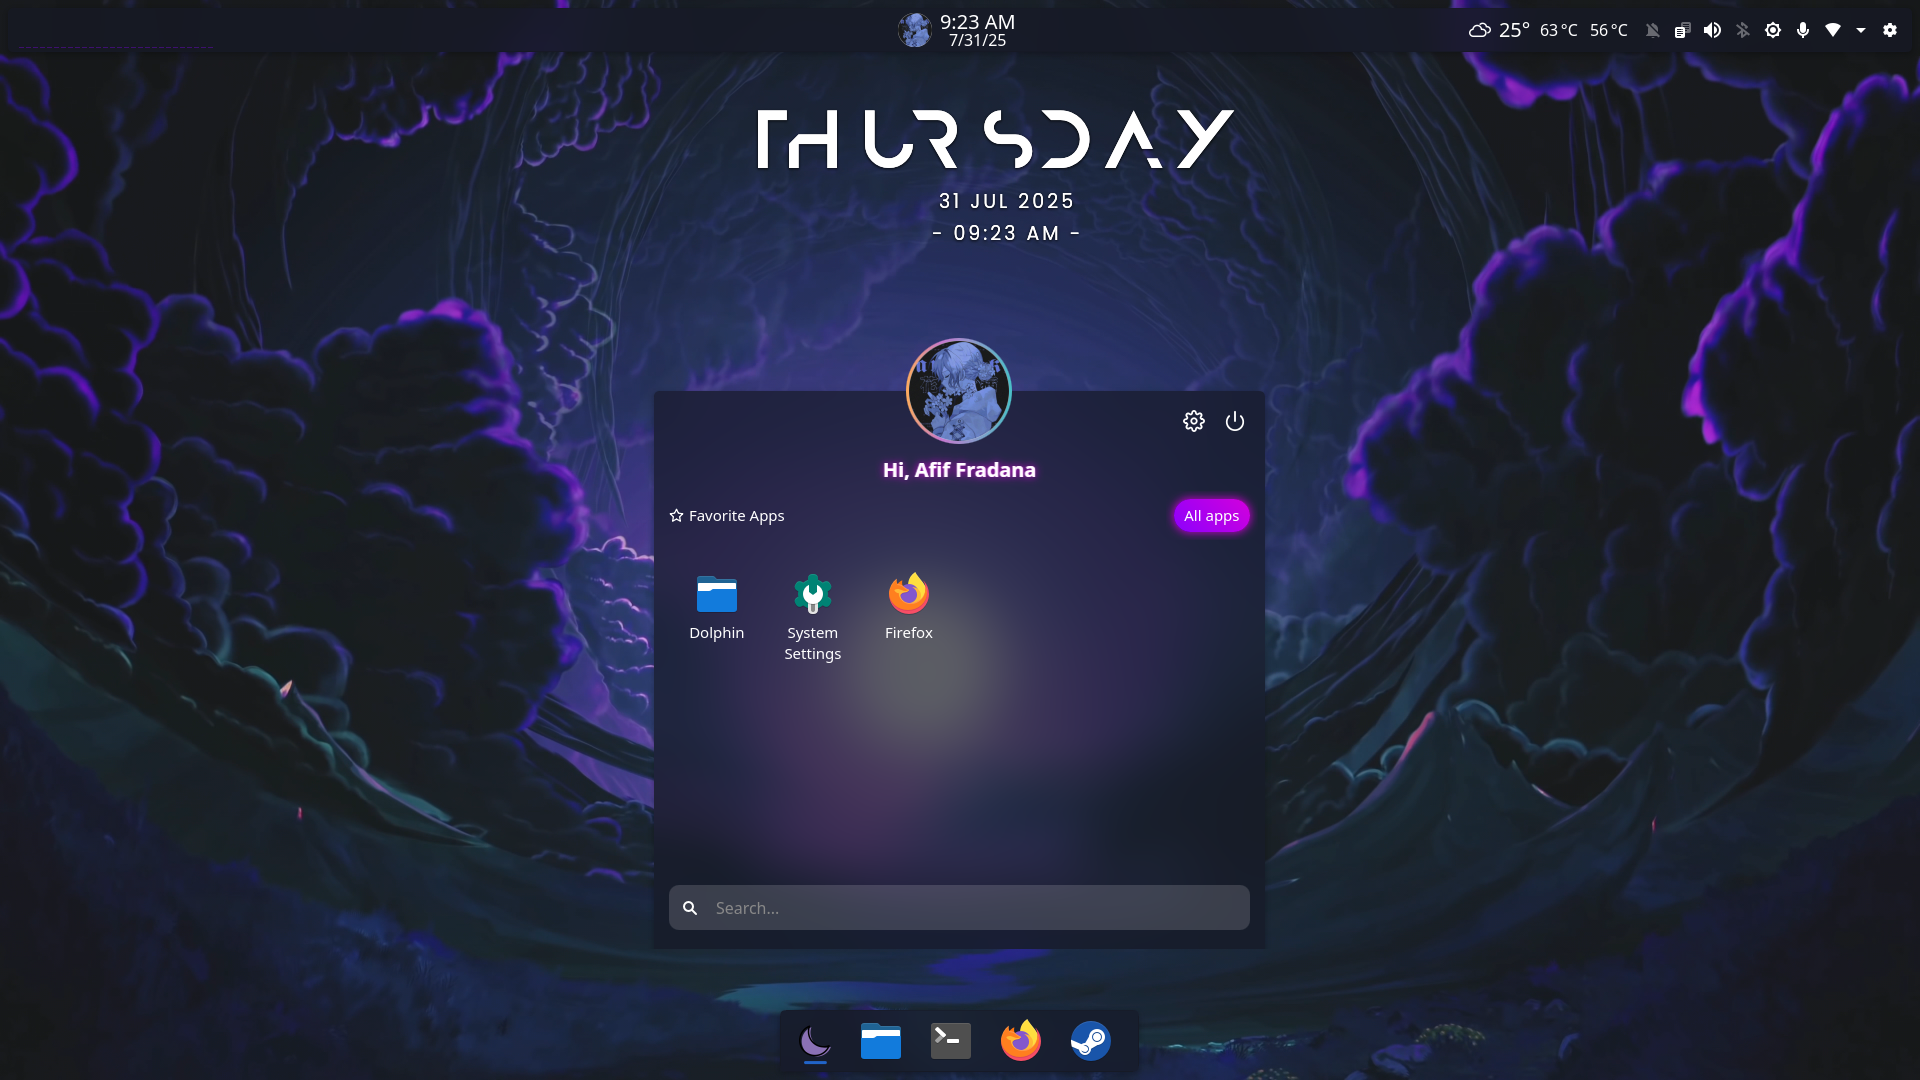 9:23 AM
7/31/25
25° 63 °C 56 °C
THURSDAY
31 JUL 2025
- 09:23 AM -
Hi, Afif Fradana
Favorite Apps
All apps
Dolphin
System
Settings
Firefox
Search...